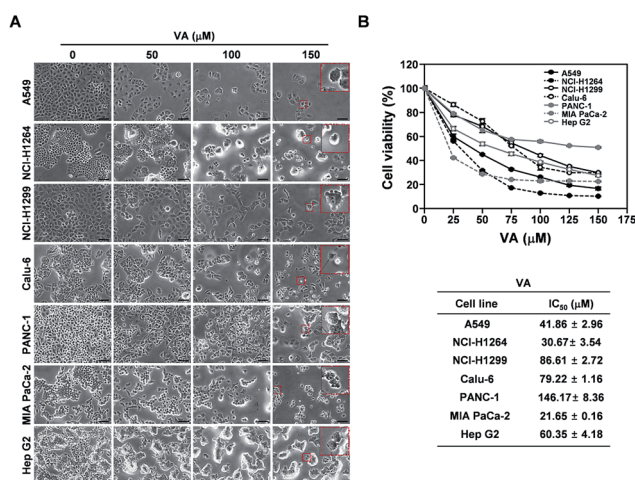 A
VA (μM)
0 50 100 150
A549
NCI-H1264
NCI-H1299
Calu-6
PANC-1
MIA PaCa-2
Hep G2
B
Cell viability (%)
120
100
80
60
40
20
0
0 25 50 75 100 125 150 175
VA (μM)
A549
NCI-H1264
NCI-H1299
Calu-6
PANC-1
MIA PaCa-2
Hep G2
VA
Cell line IC50 (μM)
A549 41.86 ± 2.96
NCI-H1264 30.67± 3.54
NCI-H1299 86.61 ± 2.72
Calu-6 79.22 ± 1.16
PANC-1 146.17± 8.36
MIA PaCa-2 21.65 ± 0.16
Hep G2 60.35 ± 4.18